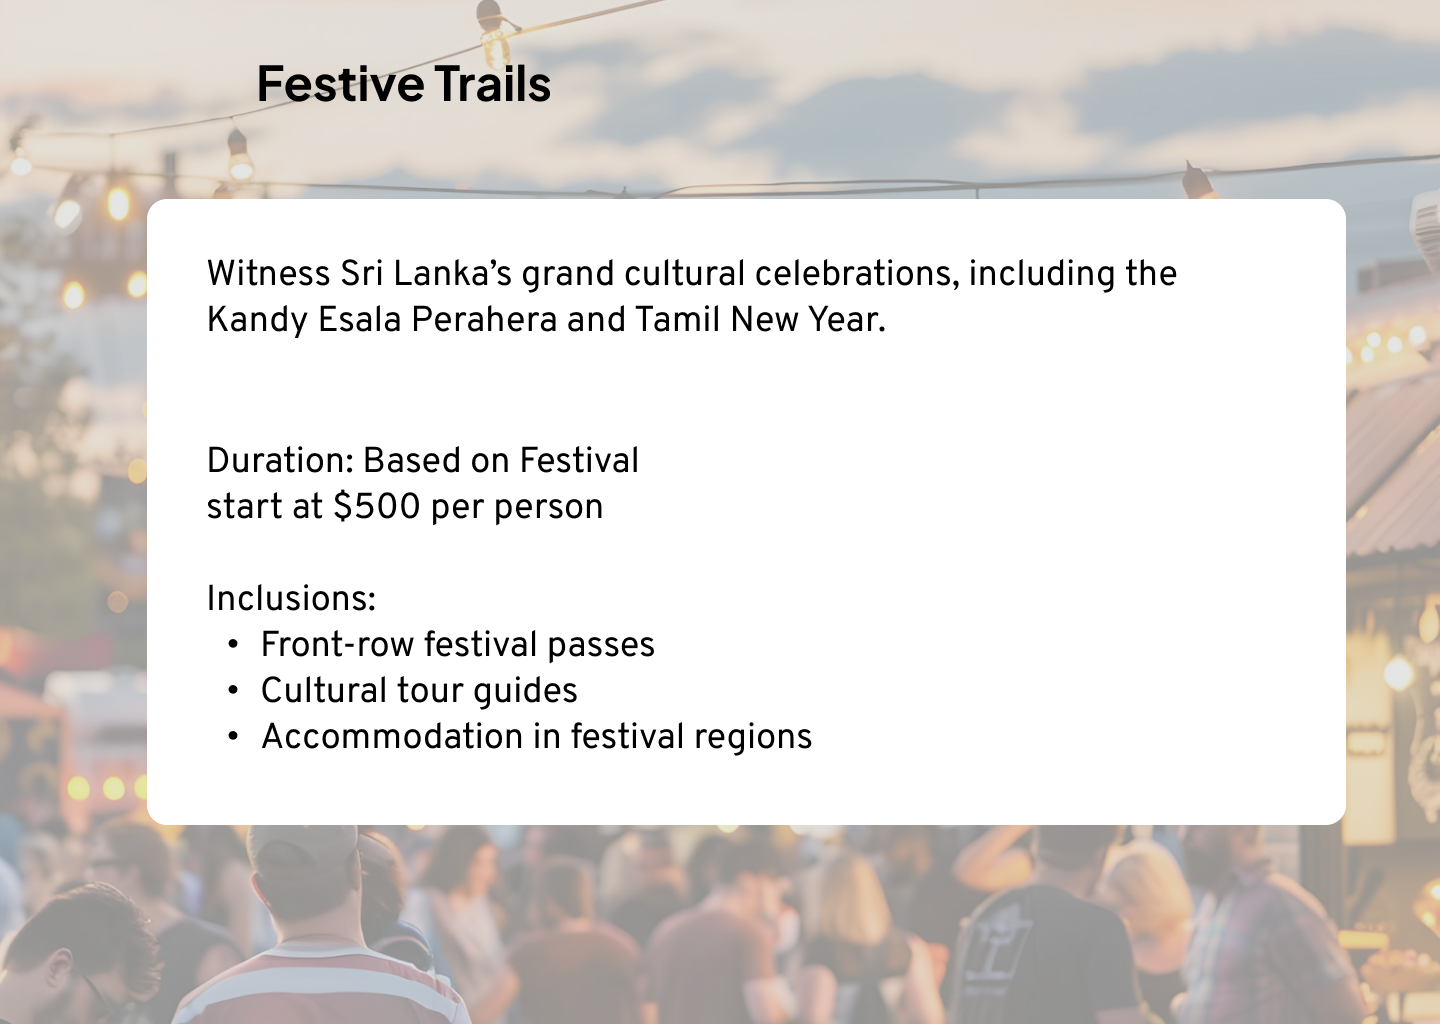 Festive Trails
Witness Sri Lanka’s grand cultural celebrations, including the
Kandy Esala Perahera and Tamil New Year.
Duration: Based on Festival
start at $500 per person
Inclusions:
• Front-row festival passes
• Cultural tour guides
• Accommodation in festival regions